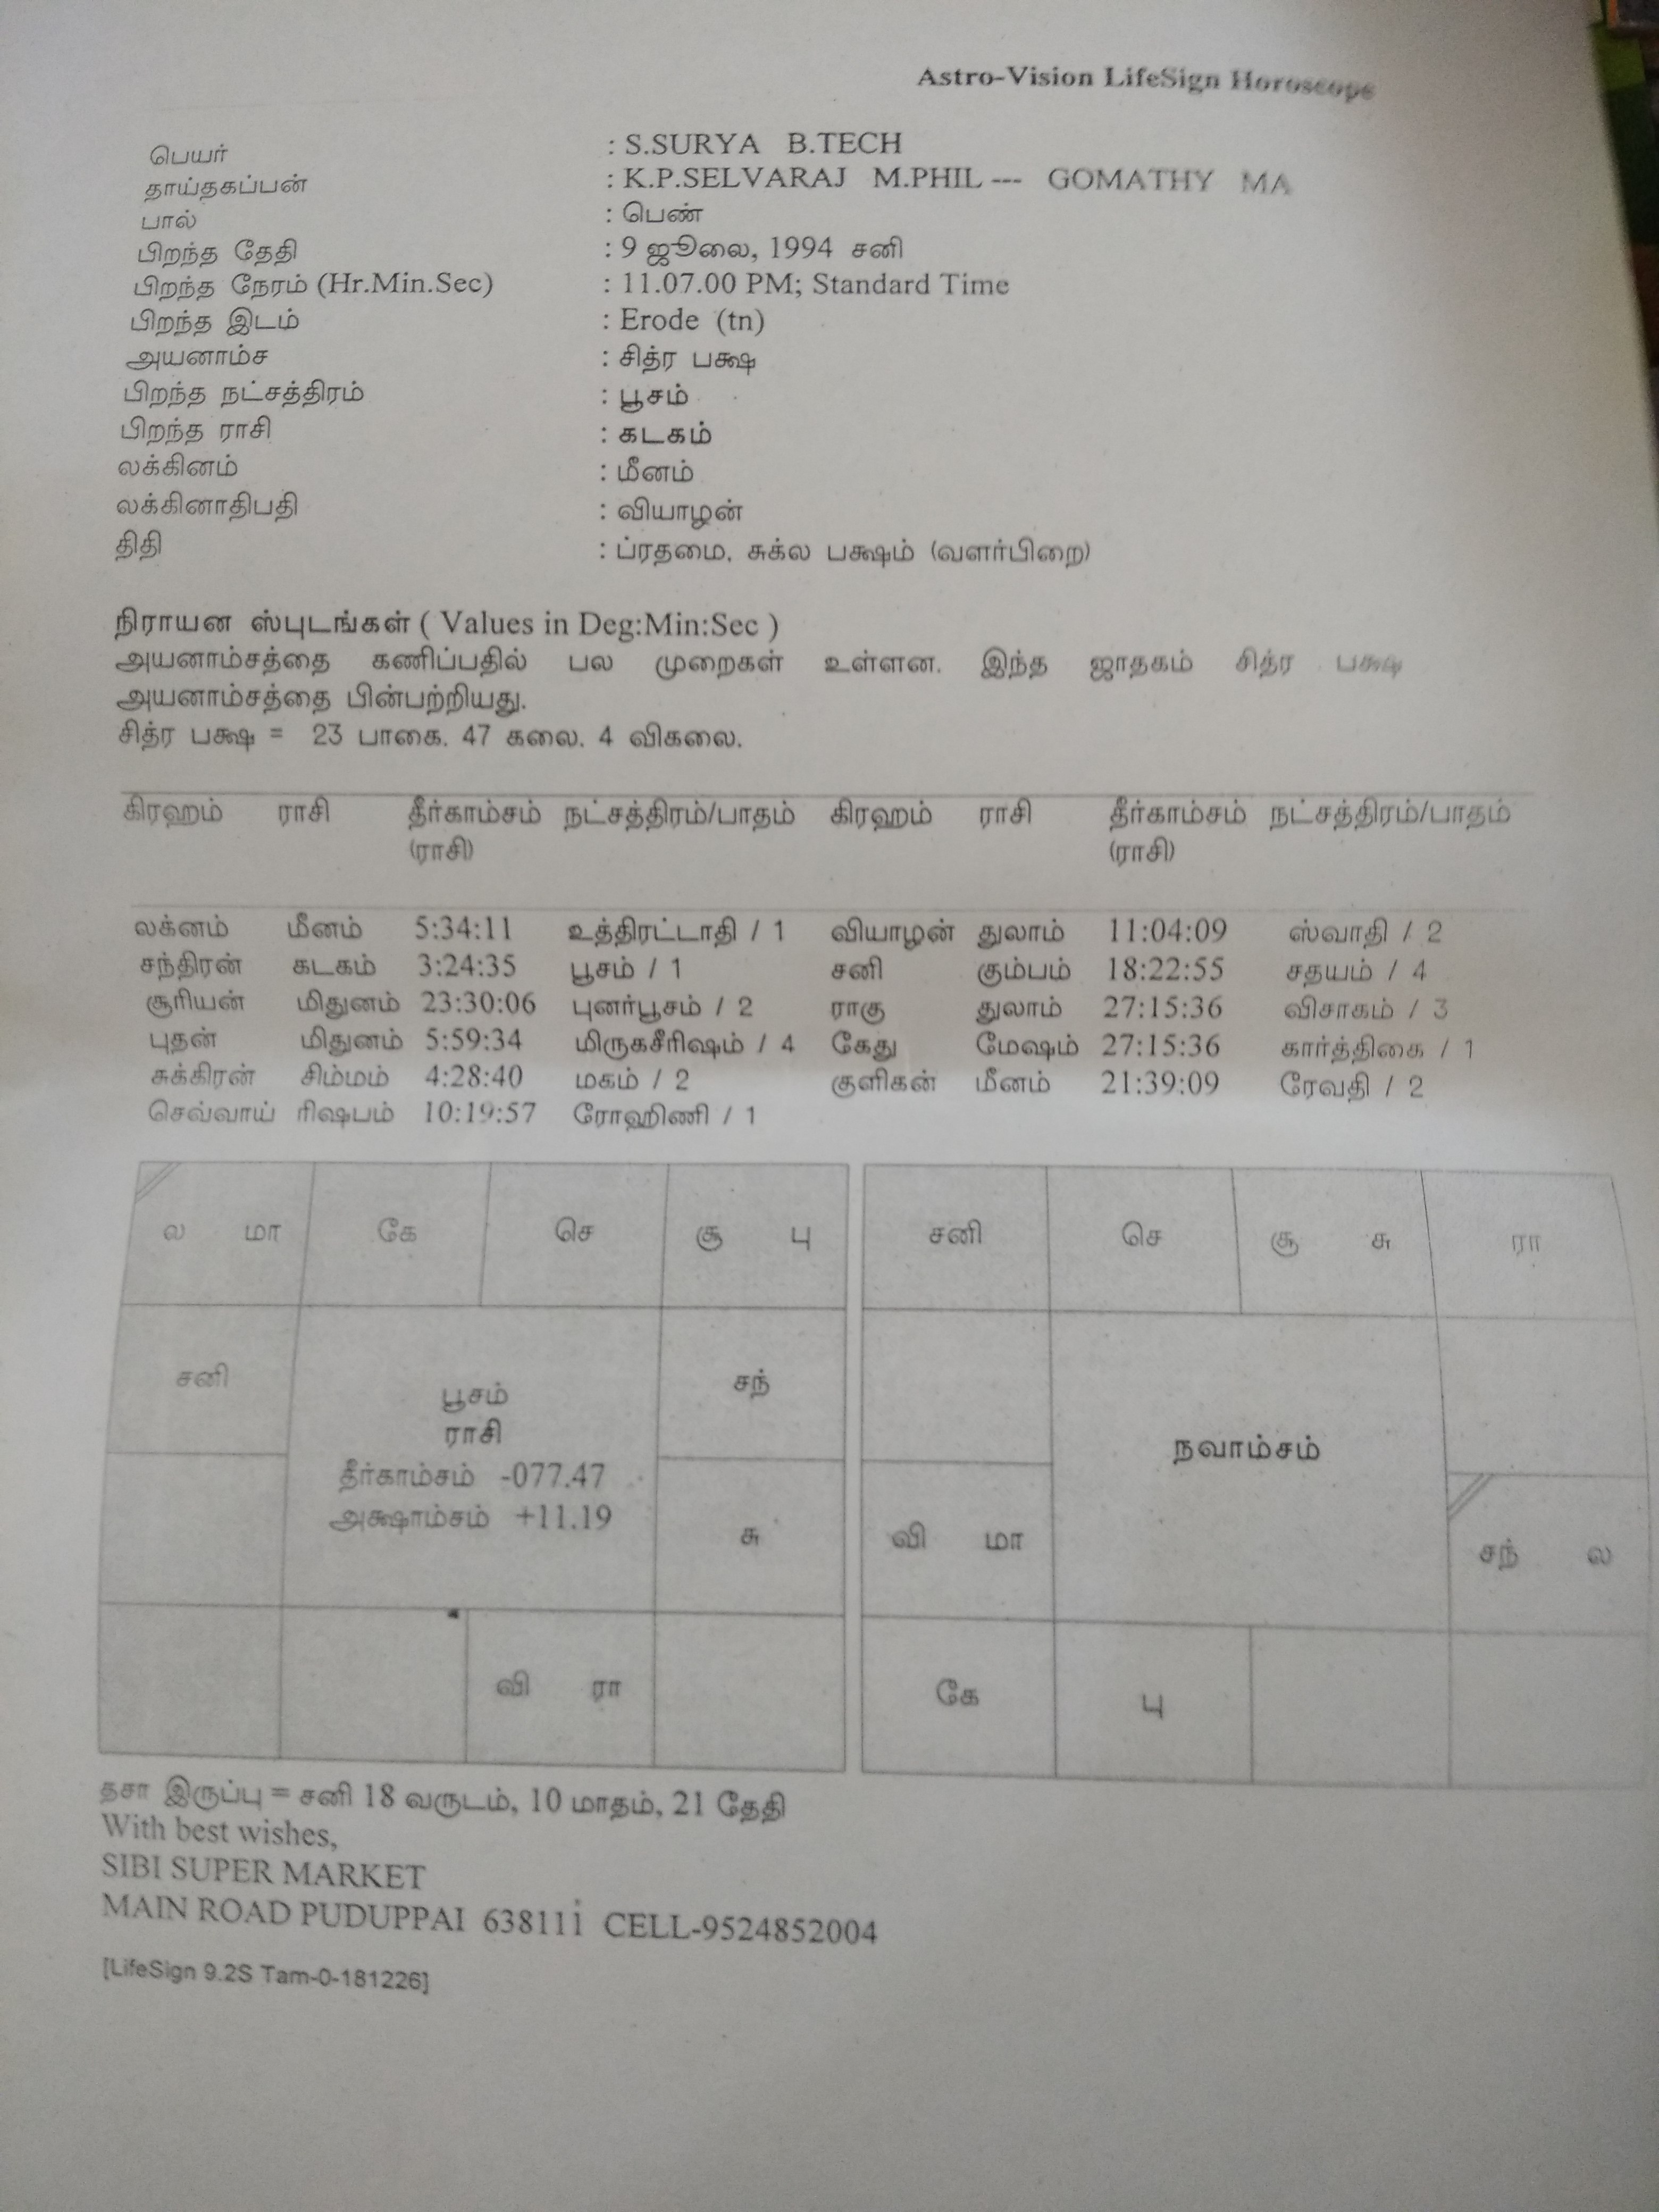 Astro-Vision LifeSign Horoscope
பெயர் : S.SURYA B.TECH
தாய்தகப்பன் : K.P.SELVARAJ M.PHIL --- GOMATHY MA
பால் : பெண்
பிறந்த தேதி : 9 ஜூலை, 1994 சனி
பிறந்த நேரம் (Hr.Min.Sec) : 11.07.00 PM; Standard Time
பிறந்த இடம் : Erode (tn)
அயனாம்ச : சித்ர பக்ஷ
பிறந்த நட்சத்திரம் : பூசம்
பிறந்த ராசி : கடகம்
லக்கினம் : மீனம்
லக்கினாதிபதி : வியாழன்
திதி : ப்ரதமை, சுக்ல பக்ஷம் (வளர்பிறை)
நிராயன ஸ்புடங்கள் ( Values in Deg:Min:Sec )
அயனாம்சத்தை கணிப்பதில் பல முறைகள் உள்ளன. இந்த ஜாதகம் சித்ர பக்ஷ
அயனாம்சத்தை பின்பற்றியது.
சித்ர பக்ஷ = 23 பாகை. 47 கலை. 4 விகலை.
கிரஹம் ராசி தீர்காம்சம் நட்சத்திரம்/பாதம் கிரஹம் ராசி தீர்காம்சம் நட்சத்திரம்/பாதம்
(ராசி) (ராசி)
லக்னம் மீனம் 5:34:11 உத்திரட்டாதி / 1 வியாழன் துலாம் 11:04:09 ஸ்வாதி / 2
சந்திரன் கடகம் 3:24:35 பூசம் / 1 சனி கும்பம் 18:22:55 சதயம் / 4
சூரியன் மிதுனம் 23:30:06 புனர்பூசம் / 2 ராகு துலாம் 27:15:36 விசாகம் / 3
புதன் மிதுனம் 5:59:34 மிருகசீரிஷம் / 4 கேது மேஷம் 27:15:36 கார்த்திகை / 1
சுக்கிரன் சிம்மம் 4:28:40 மகம் / 2 குளிகன் மீனம் 21:39:09 ரேவதி / 2
செவ்வாய் ரிஷபம் 10:19:57 ரோஹிணி / 1
ல மா கே செ சூ பு சனி செ சூ சு ரா
சனி சந்
பூசம்
ராசி
நவாம்சம்
தீர்காம்சம் -077.47
அக்ஷாம்சம் +11.19
சு வி மா சந் ல
வி ரா கே பு
தசா இருப்பு = சனி 18 வருடம், 10 மாதம், 21 தேதி
With best wishes,
SIBI SUPER MARKET
MAIN ROAD PUDUPPAI 638111 CELL-9524852004
[LifeSign 9.2S Tam-0-181226]